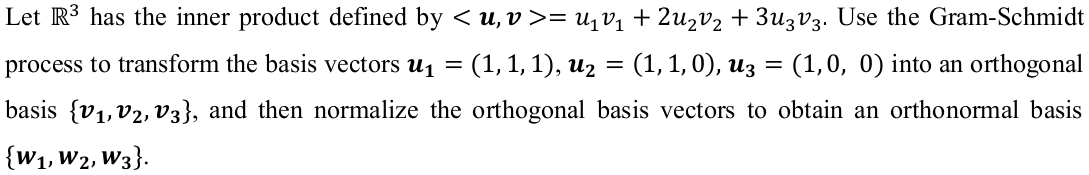 Let ℝ³ has the inner product defined by < u, v >= u₁v₁ + 2u₂v₂ + 3u₃v₃. Use the Gram-Schmidt
process to transform the basis vectors u₁ = (1, 1, 1), u₂ = (1, 1, 0), u₃ = (1,0, 0) into an orthogonal
basis {v₁, v₂, v₃}, and then normalize the orthogonal basis vectors to obtain an orthonormal basis
{w₁, w₂, w₃}.